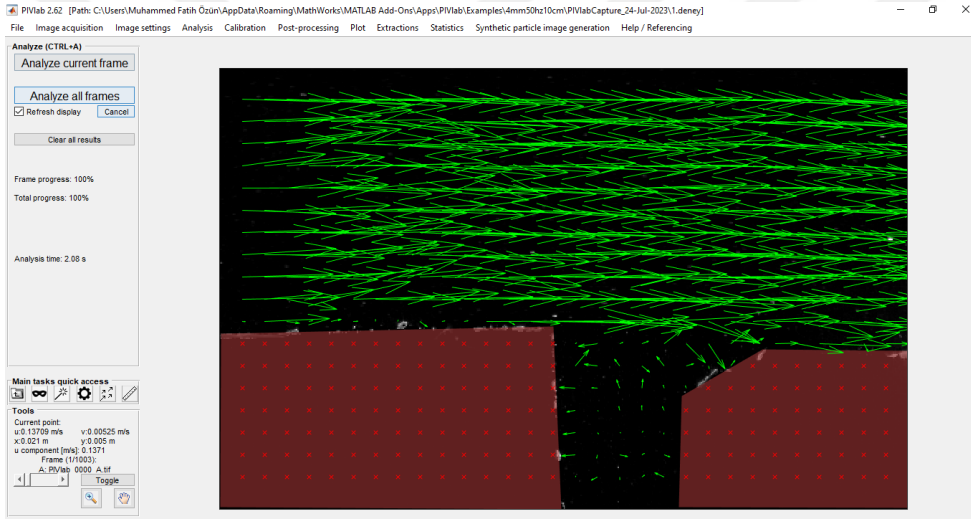 PIVlab 2.62 [Path: C:\Users\Muhammed Fatih Özün\AppData\Roaming\MathWorks\MATLAB Add-Ons\Apps\PIVlab\Examples\4mm50hz10cm\PIVlabCapture_24-Jul-2023\1.deney]
File Image acquisition Image settings Analysis Calibration Post-processing Plot Extractions Statistics Synthetic particle image generation Help / Referencing
Analyze (CTRL+A)
Analyze current frame
Analyze all frames
Refresh display Cancel
Clear all results
Frame progress: 100%
Total progress: 100%
Analysis time: 2.08 s
Main tasks quick access
Tools
Current point:
u:0.13709 m/s v:0.00525 m/s
x:0.021 m y:0.005 m
u component [m/s]: 0.1371
Frame (1/1003):
A: PIVlab_0000_A.tif
Toggle